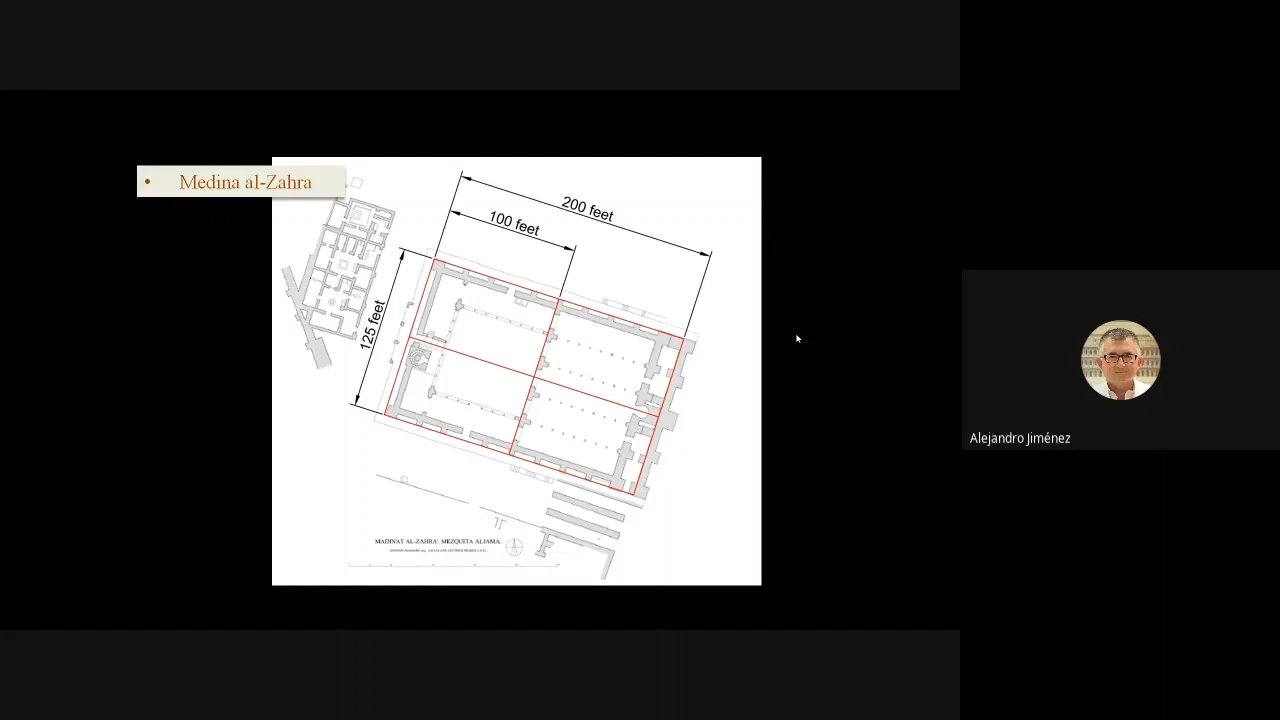 • Medina al-Zahra
200 feet
100 feet
125 feet
MADINAT AL-ZAHRA'. MEZQUITA ALJAMA.
Alejandro Jiménez